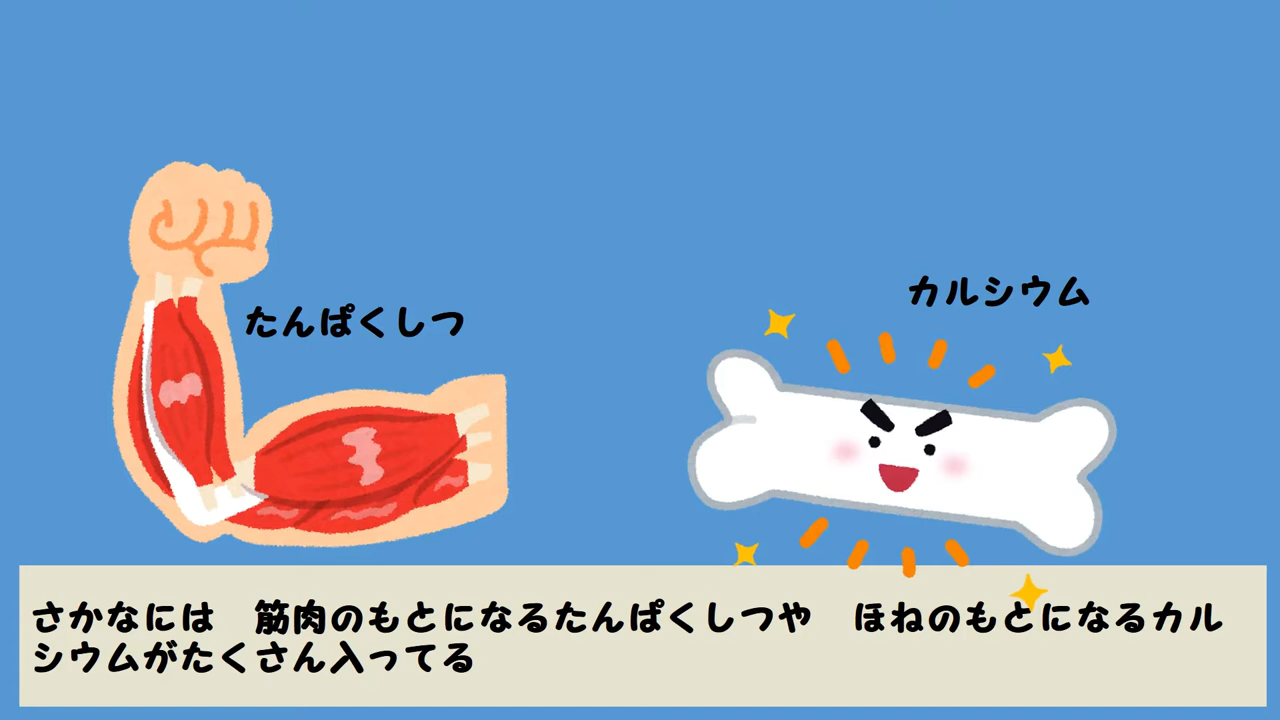 カルシウム
たんぱくしつ
さかなには　筋肉のもとになるたんぱくしつや　ほねのもとになるカル
シウムがたくさん入ってる